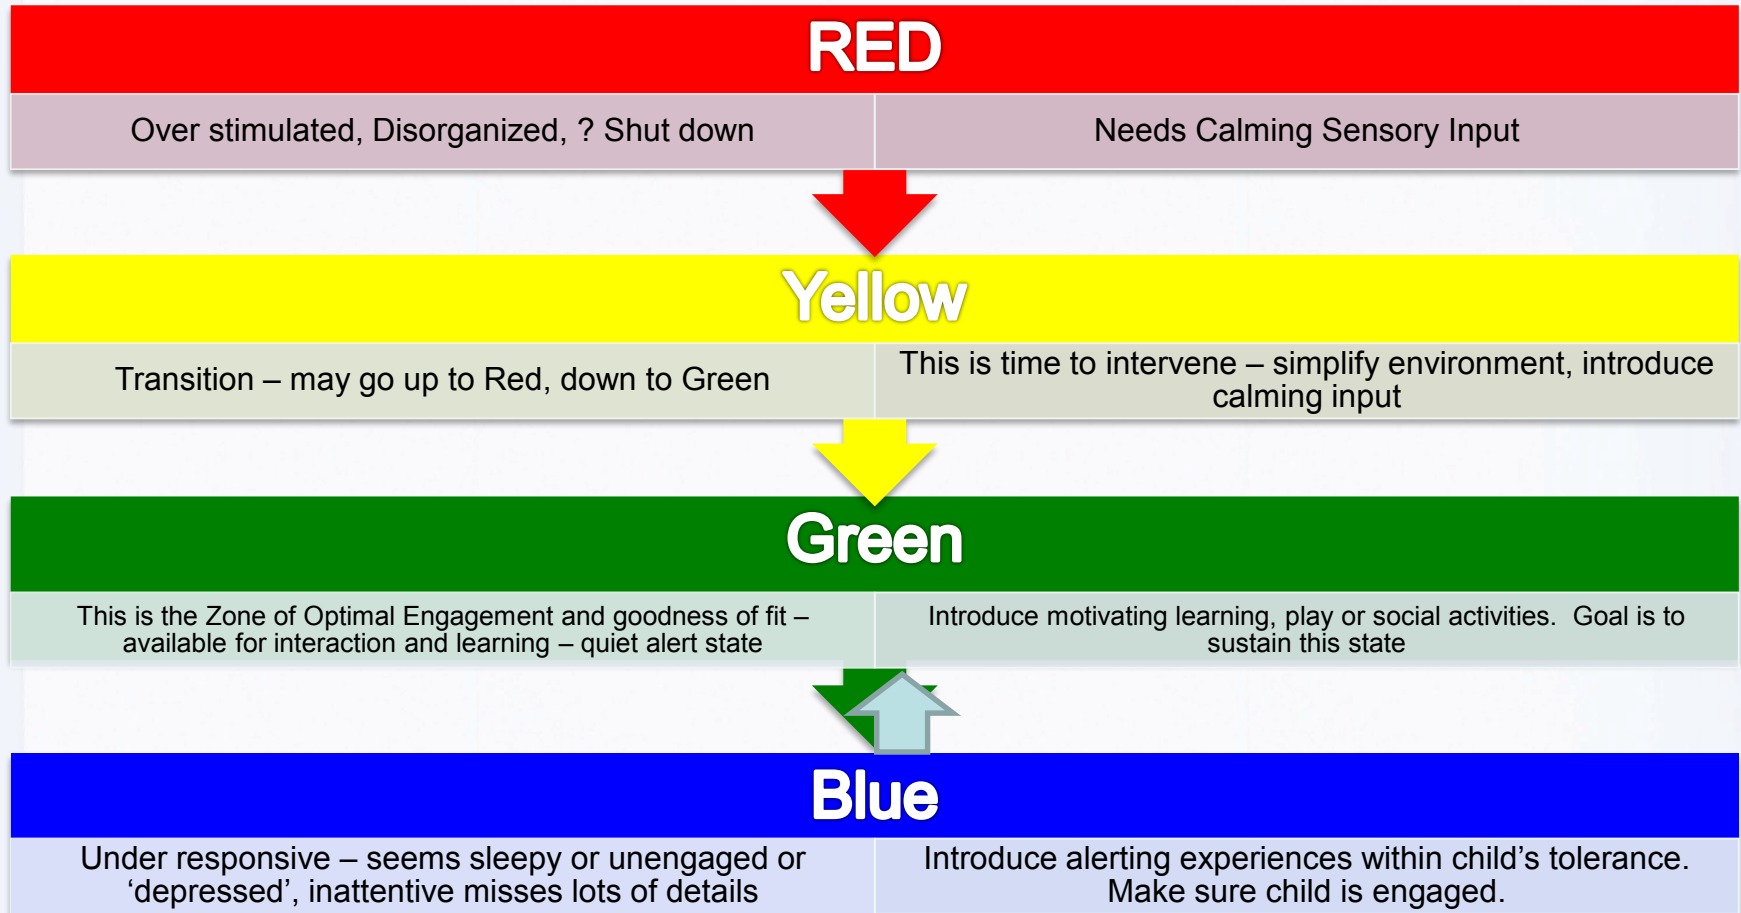 RED
Over stimulated, Disorganized, ? Shut down
Needs Calming Sensory Input
Yellow
Transition – may go up to Red, down to Green
This is time to intervene – simplify environment, introduce
calming input
Green
This is the Zone of Optimal Engagement and goodness of fit –
available for interaction and learning – quiet alert state
Introduce motivating learning, play or social activities.  Goal is to
sustain this state
Blue
Under responsive – seems sleepy or unengaged or
‘depressed’, inattentive misses lots of details
Introduce alerting experiences within child’s tolerance.
Make sure child is engaged.